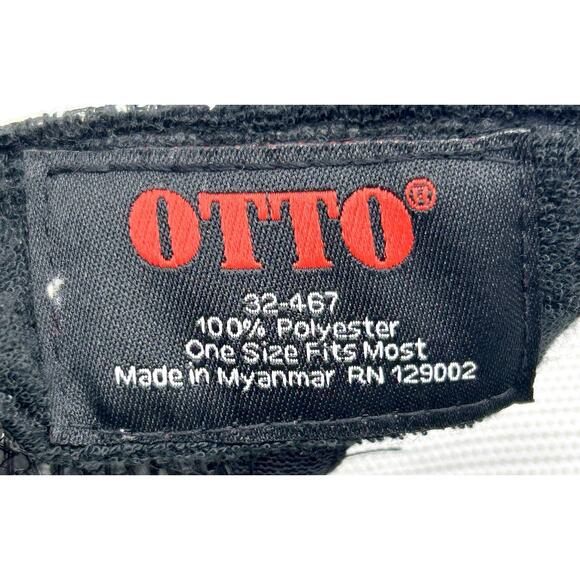 OTTO®
32-467
100% Polyester
One Size Fits Most
Made in Myanmar RN 129002